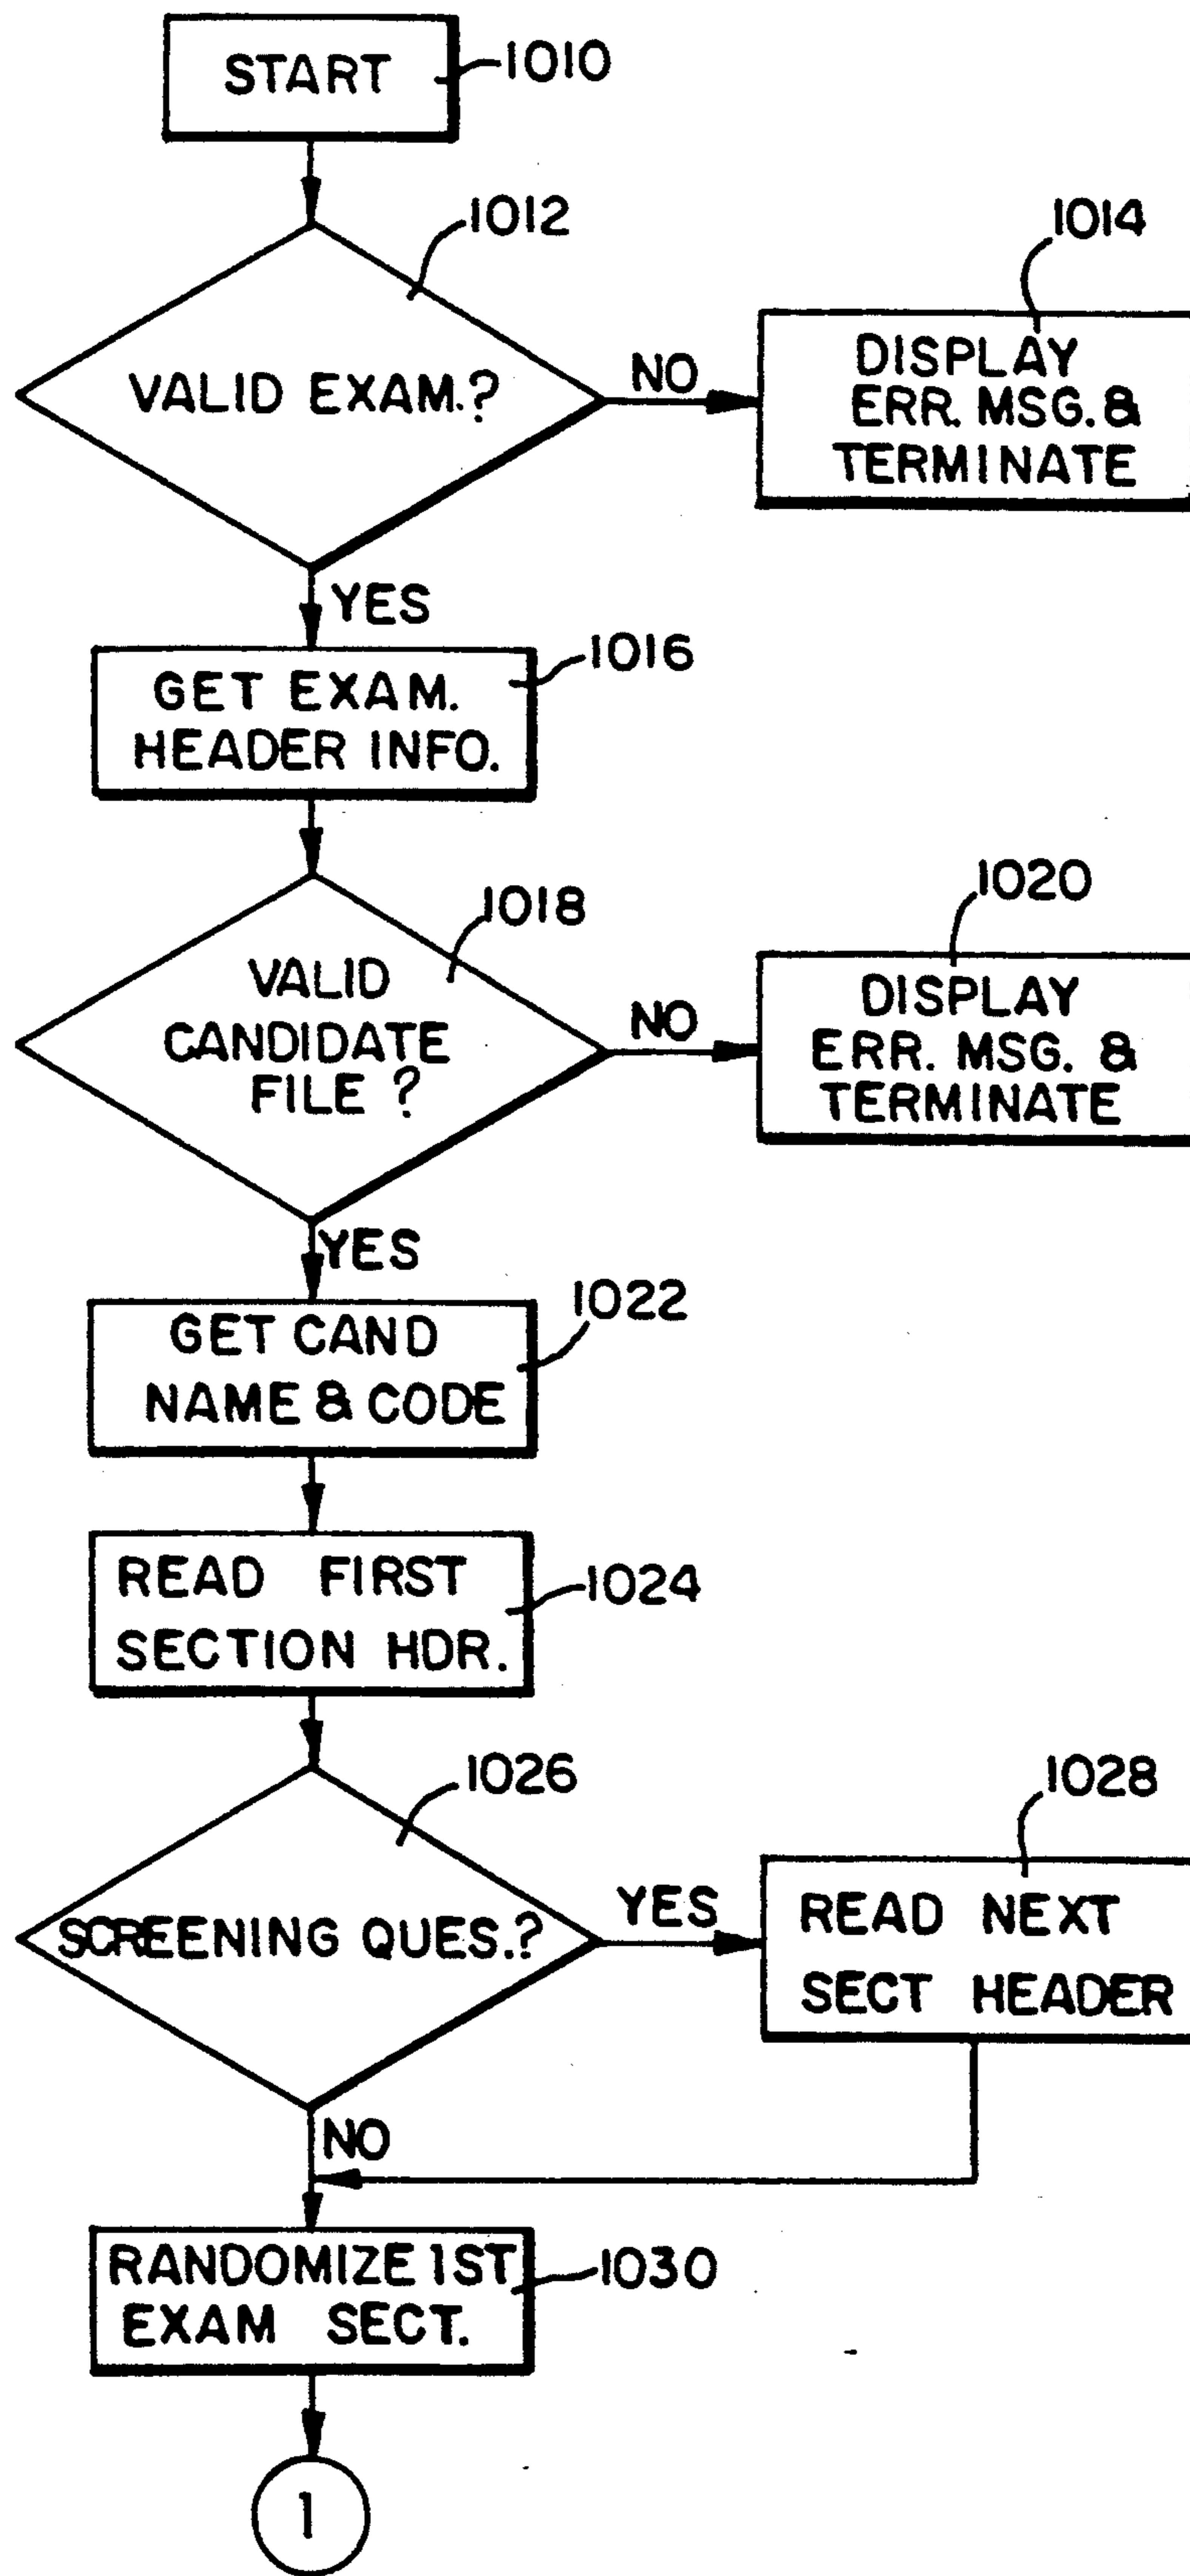 START
1010
1012
VALID EXAM.?
NO
1014
DISPLAY
ERR. MSG. &
TERMINATE
YES
GET EXAM.
HEADER INFO.
1016
1018
VALID
CANDIDATE
FILE ?
NO
1020
DISPLAY
ERR. MSG. &
TERMINATE
YES
GET CAND
NAME & CODE
1022
READ FIRST
SECTION HDR.
1024
1026
SCREENING QUES.?
YES
1028
READ NEXT
SECT HEADER
NO
RANDOMIZE 1ST
EXAM SECT.
1030
1